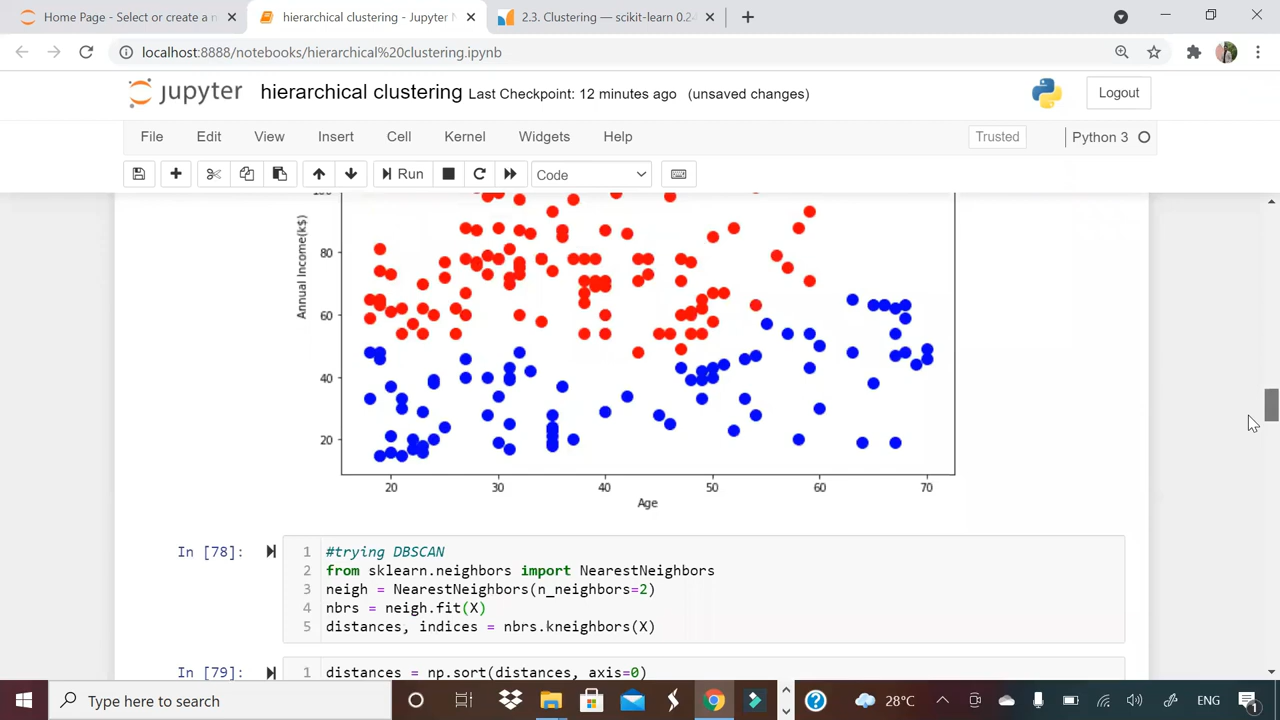 Home Page - Select or create a n
hierarchical clustering - Jupyter N
2.3. Clustering — scikit-learn 0.24
localhost:8888/notebooks/hierarchical%20clustering.ipynb
jupyter hierarchical clustering Last Checkpoint: 12 minutes ago (unsaved changes)
Logout
File Edit View Insert Cell Kernel Widgets Help
Trusted
Python 3
Run
Code
Annual Income(k$)
100
80
60
40
20
20 30 40 50 60 70
Age
In [78]:
1 #trying DBSCAN
2 from sklearn.neighbors import NearestNeighbors
3 neigh = NearestNeighbors(n_neighbors=2)
4 nbrs = neigh.fit(X)
5 distances, indices = nbrs.kneighbors(X)
In [79]:
1 distances = np.sort(distances, axis=0)
Type here to search
28°C
ENG
1